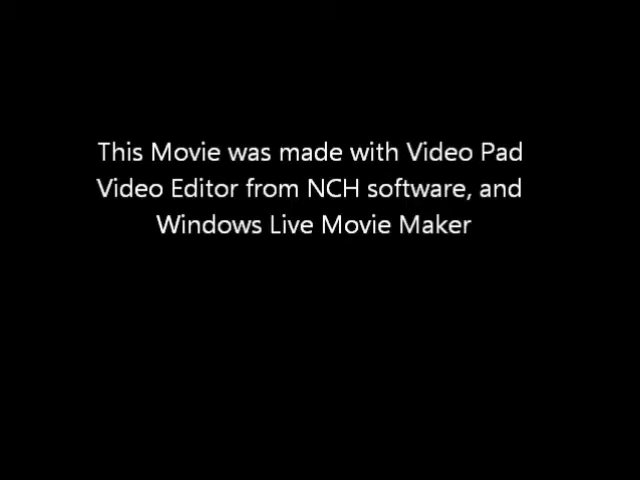 This Movie was made with Video Pad
Video Editor from NCH software, and
Windows Live Movie Maker